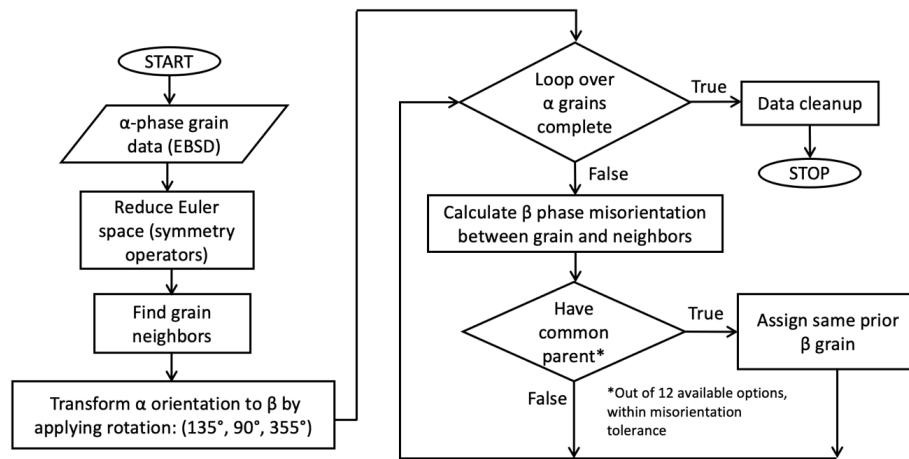 START
α-phase grain
data (EBSD)
Reduce Euler
space (symmetry
operators)
Find grain
neighbors
Transform α orientation to β by
applying rotation: (135°, 90°, 355°)
Loop over
α grains
complete
True
Data cleanup
STOP
False
Calculate β phase misorientation
between grain and neighbors
Have
common
parent*
True
Assign same prior
β grain
False
*Out of 12 available options,
within misorientation
tolerance